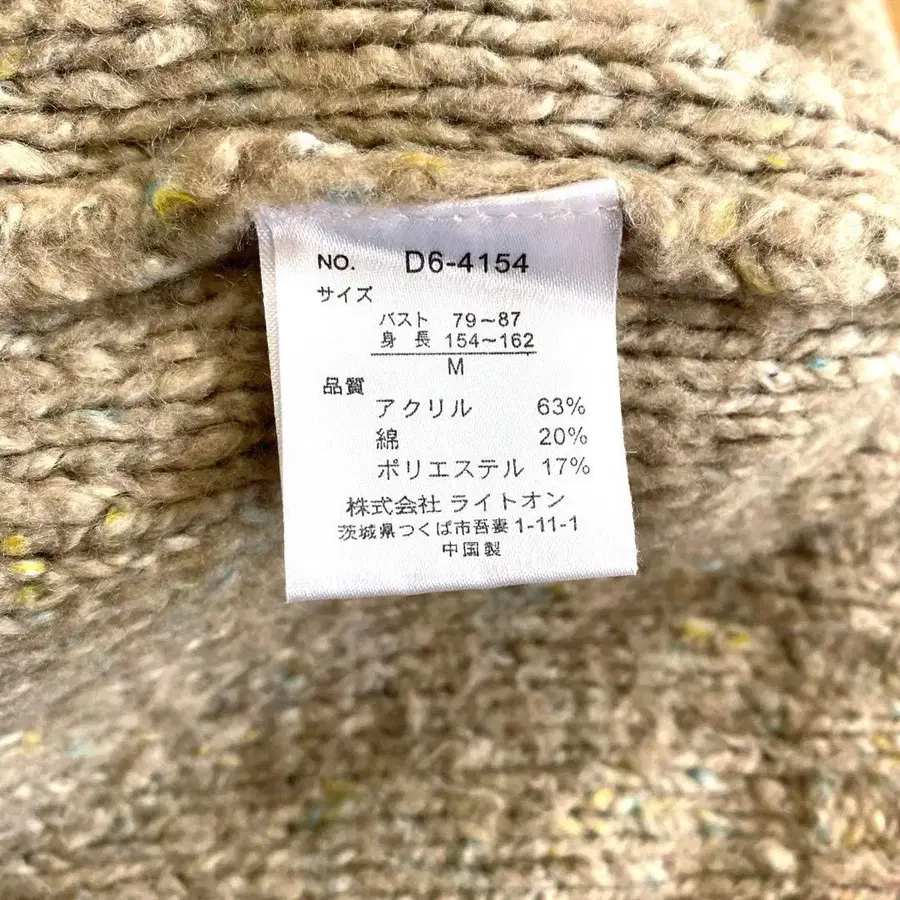 NO. D6-4154
サイズ
バスト 79~87
身長 154~162
M
品質
アクリル 63%
綿 20%
ポリエステル 17%
株式会社 ライトオン
茨城県つくば市吾妻 1-11-1
中国製